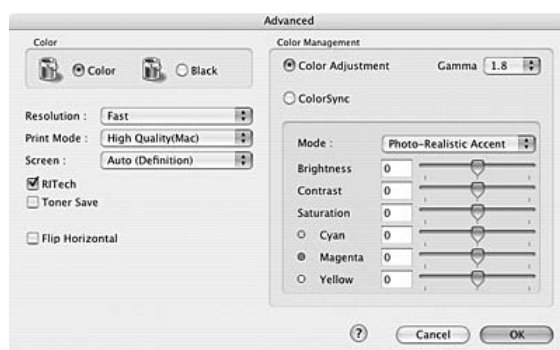 Advanced
Color
Color
Black
Resolution :
Fast
Print Mode :
High Quality(Mac)
Screen :
Auto (Definition)
RITech
Toner Save
Flip Horizontal
Color Management
Color Adjustment
Gamma
1.8
ColorSync
Mode :
Photo-Realistic Accent
Brightness
0
Contrast
0
Saturation
0
Cyan
0
Magenta
0
Yellow
0
?
Cancel
OK